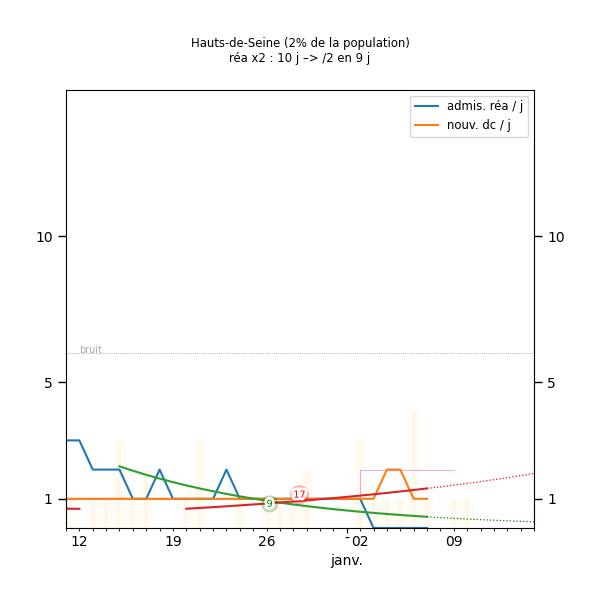 Hauts-de-Seine (2% de la population)
réa x2 : 10 j –> /2 en 9 j
admis. réa / j
nouv. dc / j
10
10
bruit
5
5
17
9
1
1
12
19
26
02
09
janv.